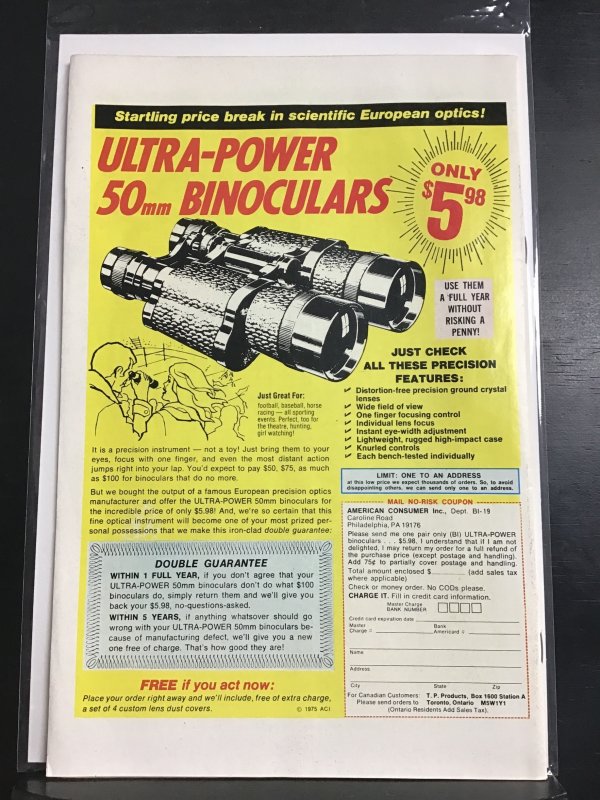 Startling price break in scientific European optics!
ULTRA-POWER
50mm BINOCULARS
ONLY
$5.98
USE THEM
A FULL YEAR
WITHOUT
RISKING A
PENNY!
JUST CHECK
ALL THESE PRECISION
FEATURES:
✓ Distortion-free precision ground crystal
lenses
✓ Wide field of view
✓ One finger focusing control
✓ Individual lens focus
✓ Instant eye-width adjustment
✓ Lightweight, rugged high-impact case
✓ Knurled controls
✓ Each bench-tested individually
Just Great For:
football, baseball, horse
racing — all sporting
events. Perfect, too for
the theatre, hunting,
girl watching!
It is a precision instrument — not a toy! Just bring them to your
eyes, focus with one finger, and even the most distant action
jumps right into your lap. You'd expect to pay $50, $75, as much
as $100 for binoculars that do no more.
But we bought the output of a famous European precision optics
manufacturer and offer the ULTRA-POWER 50mm binoculars for
the incredible price of only $5.98! And, we're so certain that this
fine optical instrument will become one of your most prized per-
sonal possessions that we make this iron-clad double guarantee:
DOUBLE GUARANTEE
WITHIN 1 FULL YEAR, if you don't agree that your
ULTRA-POWER 50mm binoculars don't do what $100
binoculars do, simply return them and we'll give you
back your $5.98, no-questions-asked.
WITHIN 5 YEARS, if anything whatsoever should go
wrong with your ULTRA-POWER 50mm binoculars be-
cause of manufacturing defect, we'll give you a new
one free of charge. That's how good they are!
FREE if you act now:
Place your order right away and we'll include, free of extra charge,
a set of 4 custom lens dust covers.
© 1975 ACI
LIMIT: ONE TO AN ADDRESS
at this low price we expect thousands of orders. So, to avoid
disappointing others, we can send only one to an address.
MAIL NO-RISK COUPON
AMERICAN CONSUMER Inc., Dept. BI-19
Caroline Road
Philadelphia, PA 19176
Please send me one pair only (BI) ULTRA-POWER
binoculars . . . $5.98. I understand that if I am not
delighted, I may return my order for a full refund of
the purchase price (except postage and handling).
Add 75¢ to partially cover postage and handling.
Total amount enclosed $ (add sales tax
where applicable)
Check or money order. No CODs please.
CHARGE IT. Fill in credit card information.
Master Charge
BANK NUMBER
Credit card expiration date
Master
Charge #
Bank
Americard #
Name
Address
City State Zip
For Canadian Customers: T. P. Products, Box 1600 Station A
Please send orders to Toronto, Ontario M5W1Y1
(Ontario Residents Add Sales Tax)